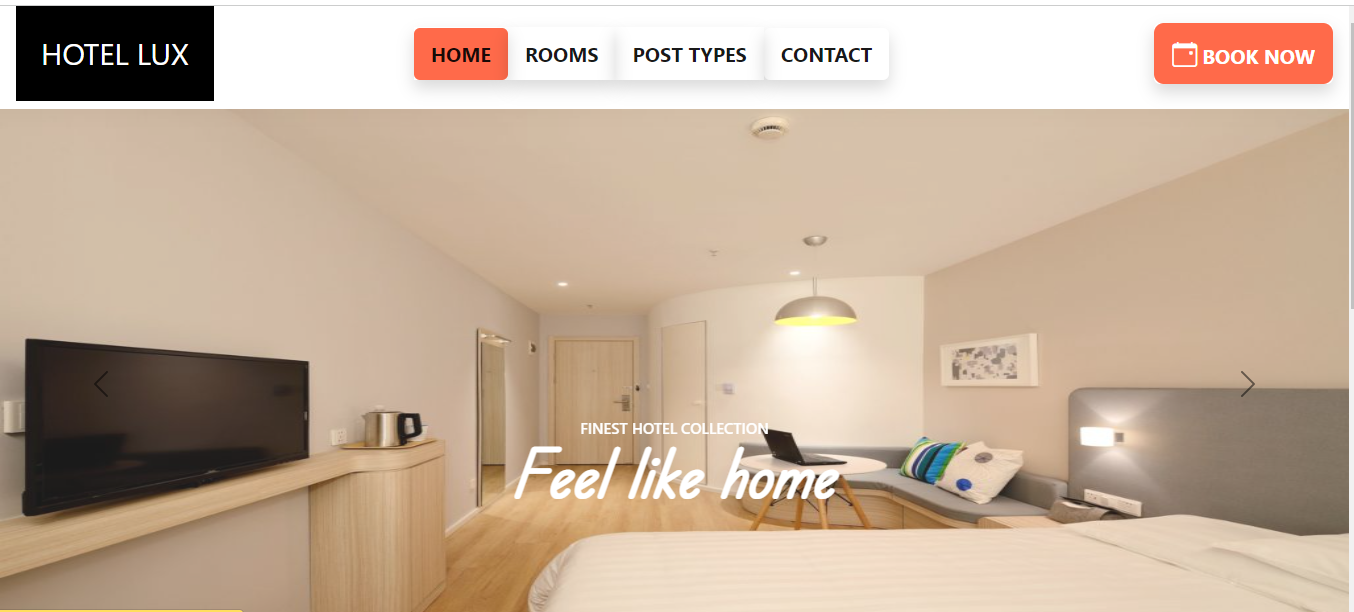 HOTEL LUX
HOME
ROOMS
POST TYPES
CONTACT
BOOK NOW
FINEST HOTEL COLLECTION
Feel like home